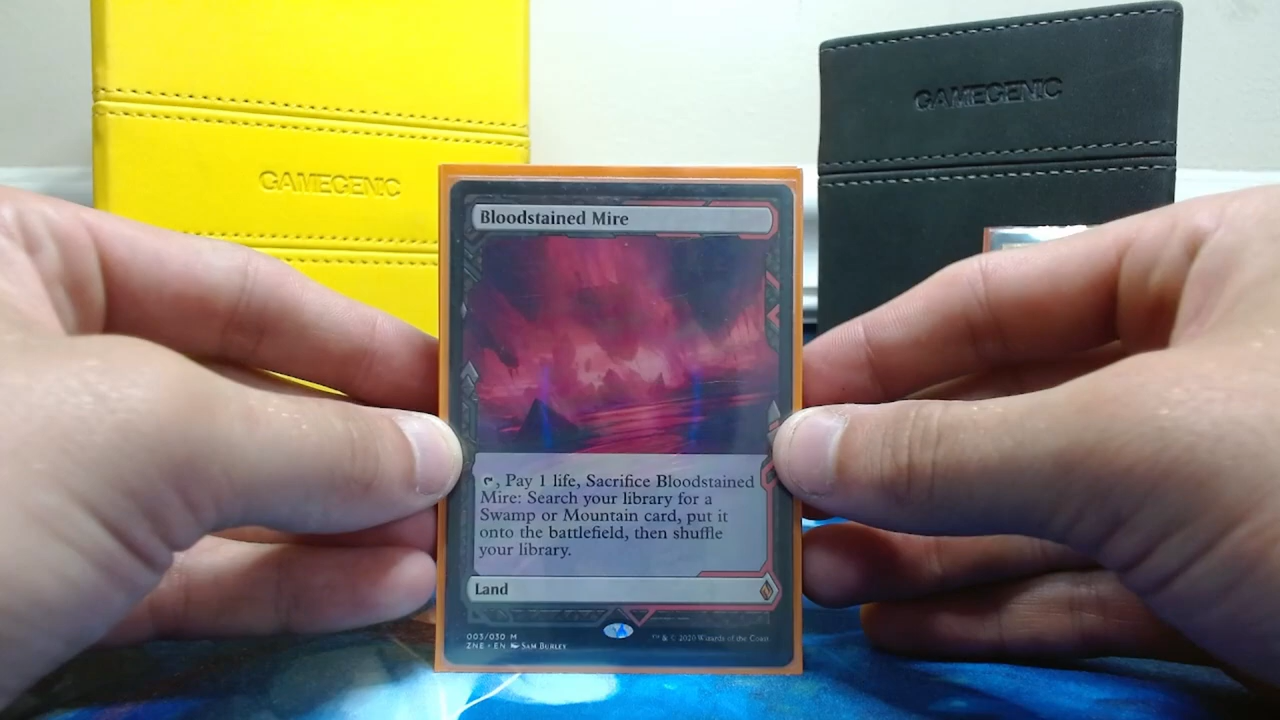 GAMEGENIC
GAMEGENIC
Bloodstained Mire
, Pay 1 life, Sacrifice Bloodstained
Mire: Search your library for a
Swamp or Mountain card, put it
onto the battlefield, then shuffle
your library.
Land
003/030 M
ZNE • EN SAM BURLEY
™ & © 2020 Wizards of the Coast